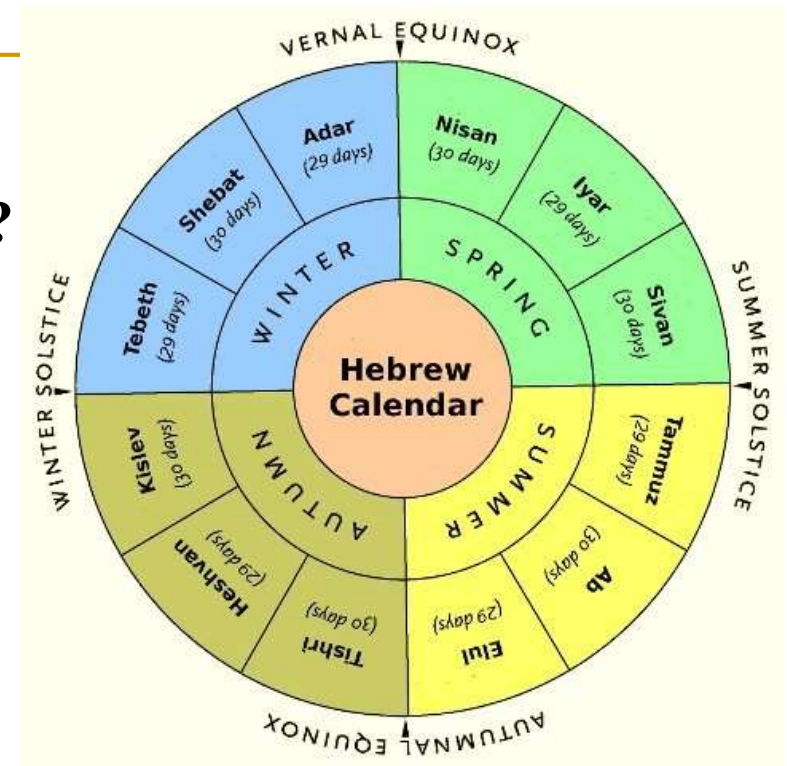 ?
VERNAL EQUINOX
SUMMER SOLSTICE
AUTUMNAL EQUINOX
WINTER SOLSTICE
Nisan
(30 days)
Iyar
(29 days)
Sivan
(30 days)
Tammuz
(29 days)
Ab
(30 days)
Elul
(29 days)
Tishri
(30 days)
Heshvan
(29 days)
Kislev
(30 days)
Tebeth
(29 days)
Shebat
(30 days)
Adar
(29 days)
SPRING
SUMMER
AUTUMN
WINTER
Hebrew
Calendar